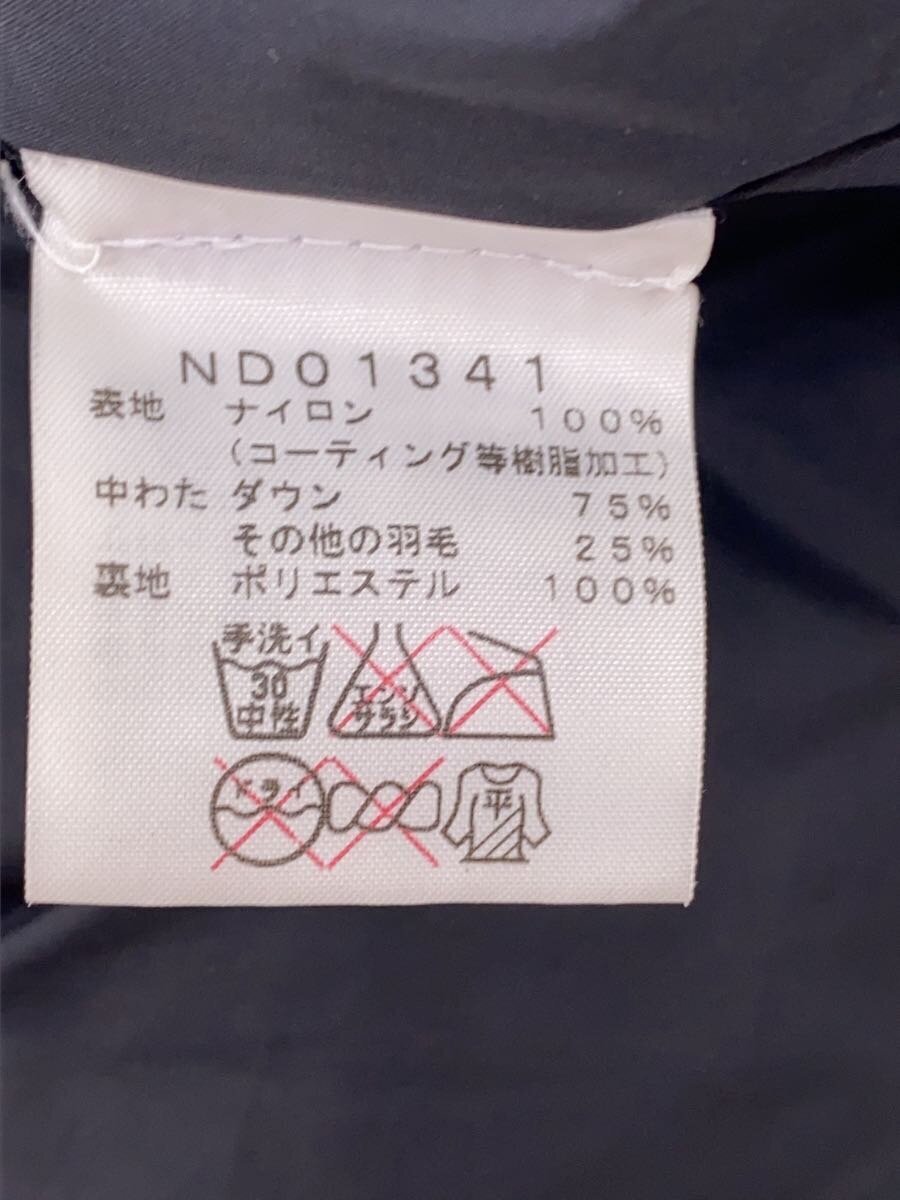 ND01341
表地 ナイロン 100%
(コーティング等樹脂加工)
中わた ダウン 75%
その他の羽毛 25%
裏地 ポリエステル 100%
手洗イ
30
中性
エンソ
サラシ
ドライ
平